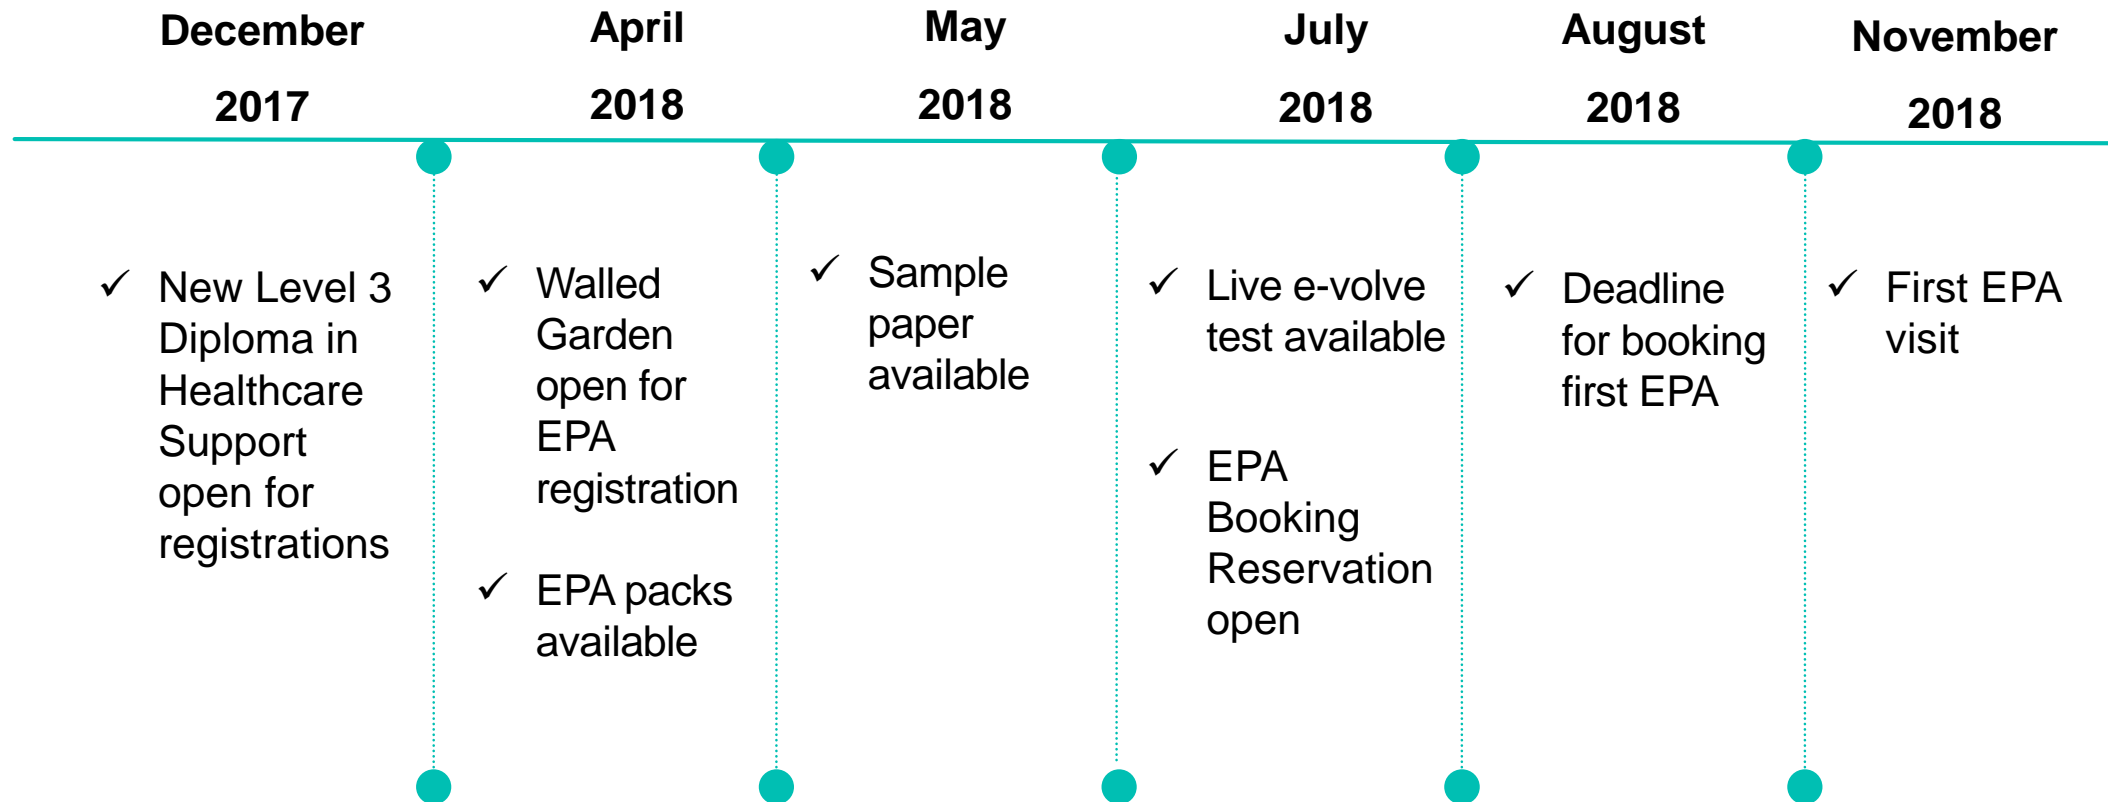 December
2017
April
2018
May
2018
July
2018
August
2018
November
2018
✓ New Level 3
Diploma in
Healthcare
Support
open for
registrations
✓ Walled
Garden
open for
EPA
registration
✓ EPA packs
available
✓ Sample
paper
available
✓ Live e-volve
test available
✓ EPA
Booking
Reservation
open
✓ Deadline
for booking
first EPA
✓ First EPA
visit